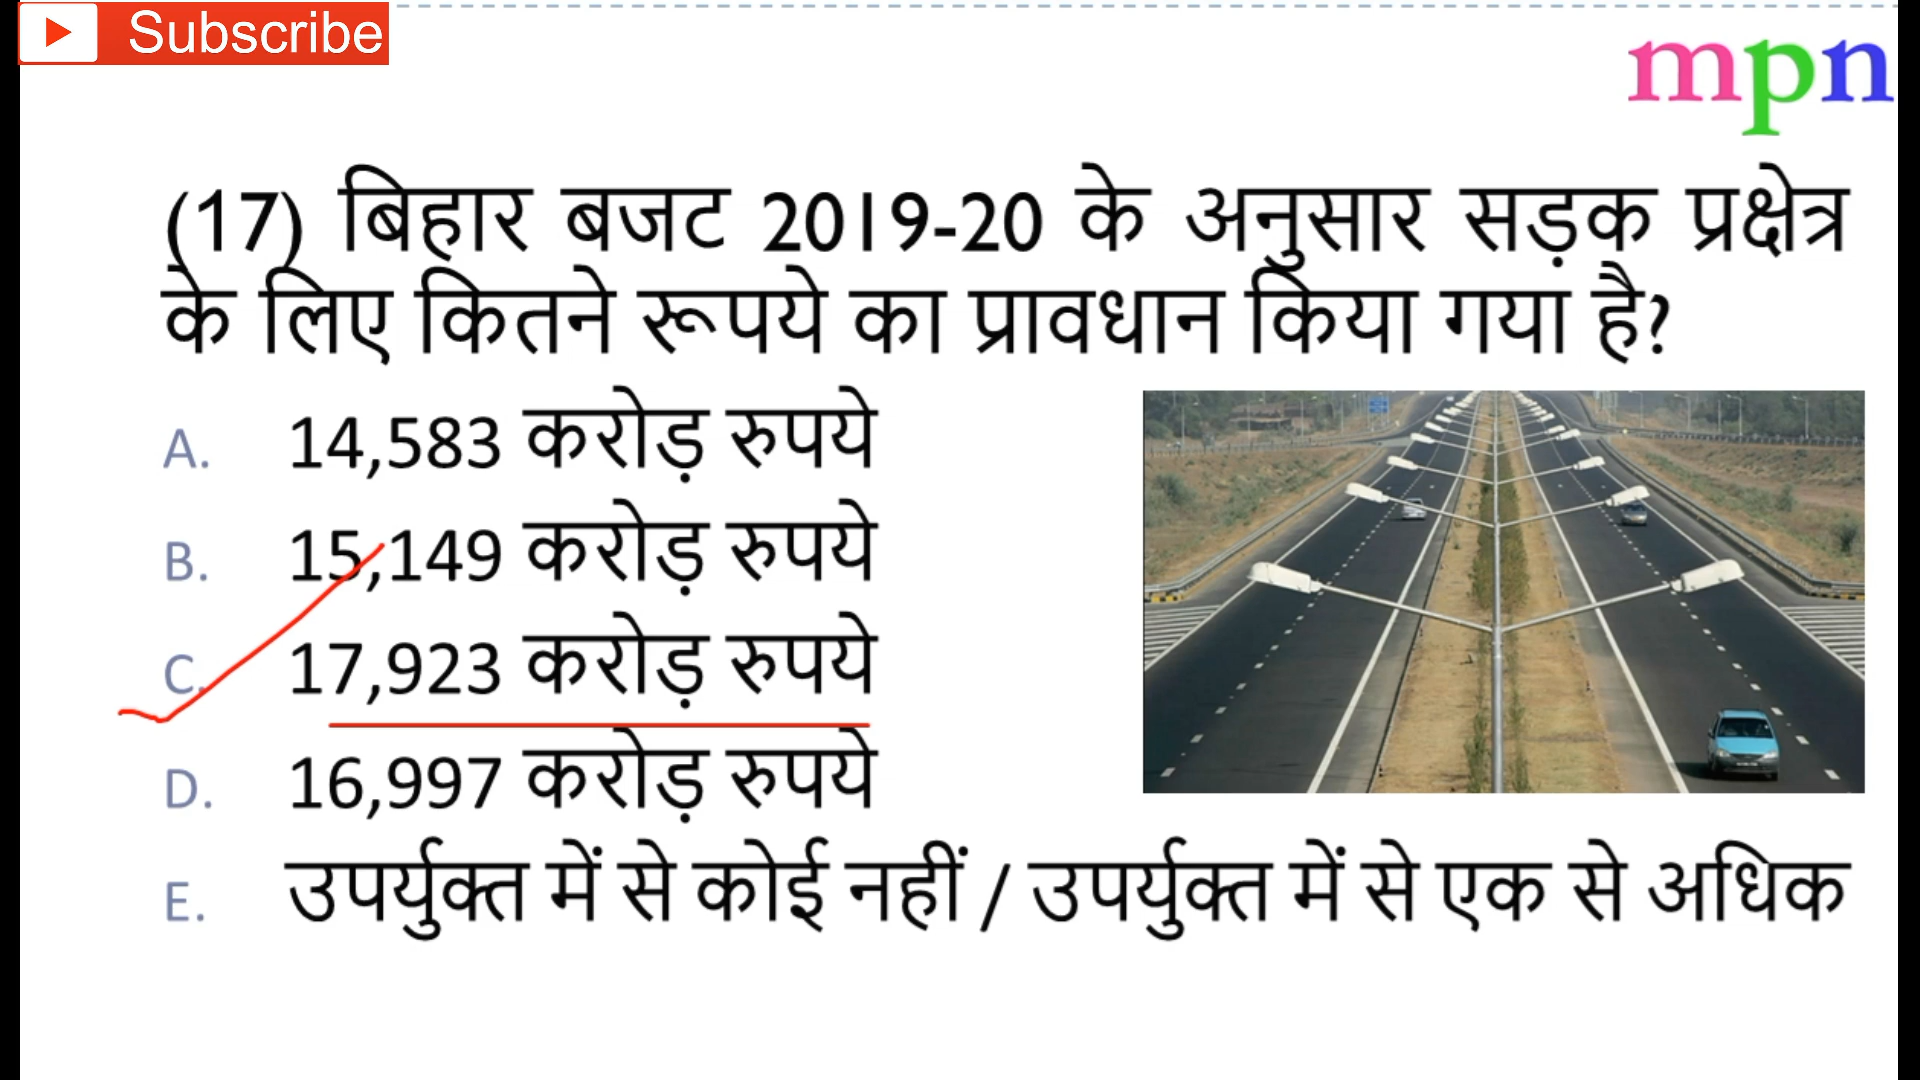 Subscribe
mpn
(17) बिहार बजट 2019-20 के अनुसार सड़क प्रक्षेत्र
के लिए कितने रूपये का प्रावधान किया गया है?
A. 14,583 करोड़ रुपये
B. 15,149 करोड़ रुपये
C. 17,923 करोड़ रुपये
D. 16,997 करोड़ रुपये
E. उपर्युक्त में से कोई नहीं / उपर्युक्त में से एक से अधिक